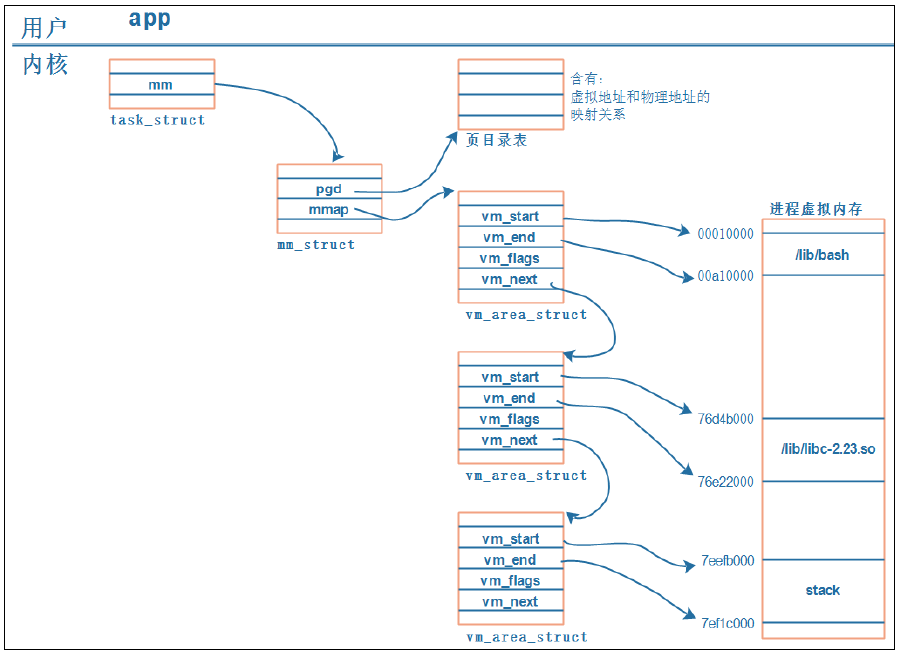 用户
app
内核
mm
task_struct
含有:
虚拟地址和物理地址的
映射关系
页目录表
pgd
mmap
mm_struct
vm_start
vm_end
vm_flags
vm_next
vm_area_struct
vm_start
vm_end
vm_flags
vm_next
vm_area_struct
vm_start
vm_end
vm_flags
vm_next
vm_area_struct
进程虚拟内存
00010000
/lib/bash
00a10000
76d4b000
/lib/libc-2.23.so
76e22000
7eefb000
stack
7ef1c000